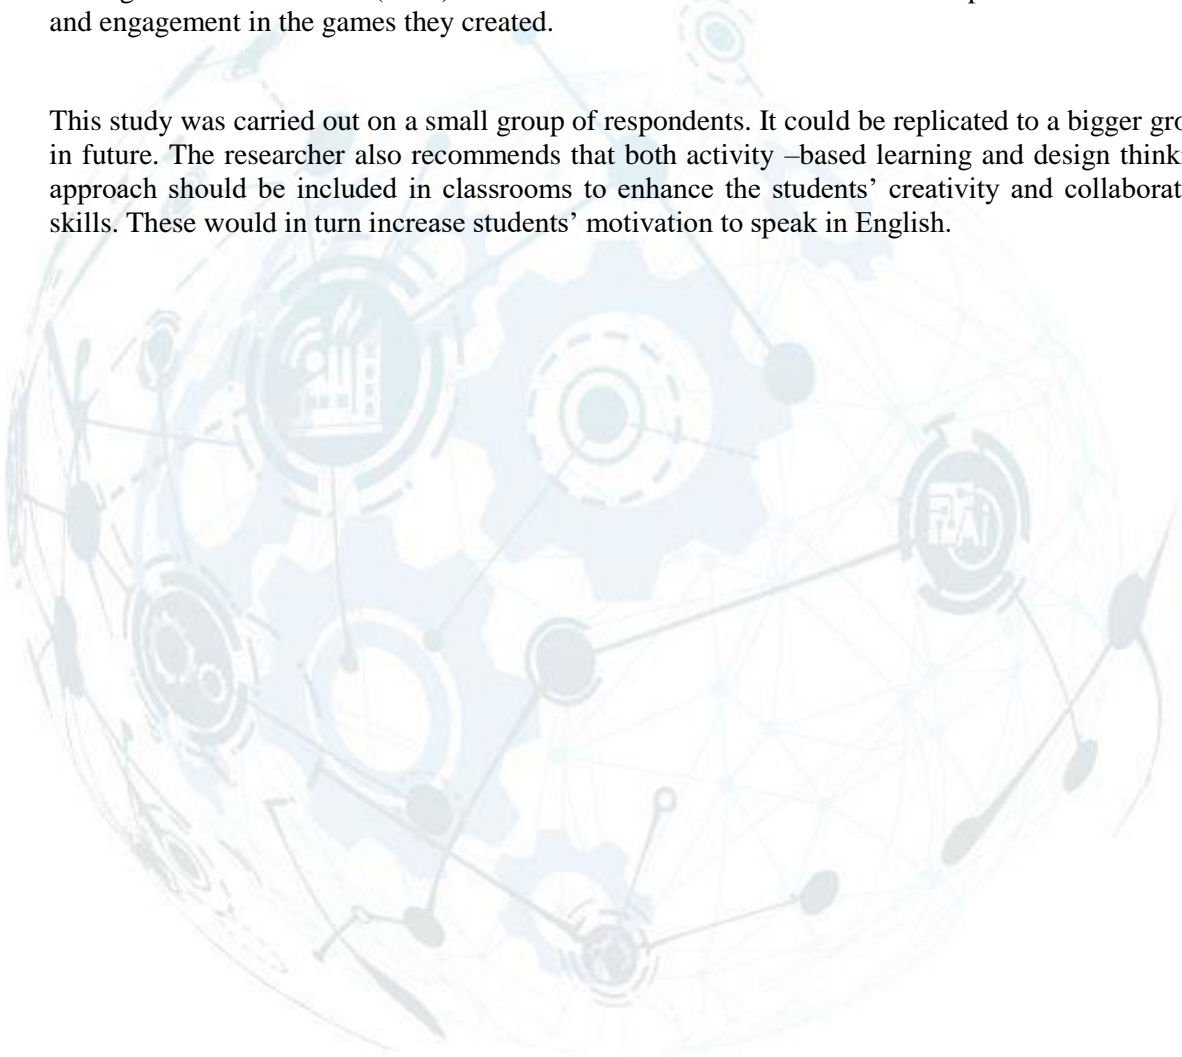 and engagement in the games they created.
This study was carried out on a small group of respondents. It could be replicated to a bigger
in future. The researcher also recommends that both activity –based learning and design
approach should be included in classrooms to enhance the students’ creativity and
skills. These would in turn increase students’ motivation to speak in English.